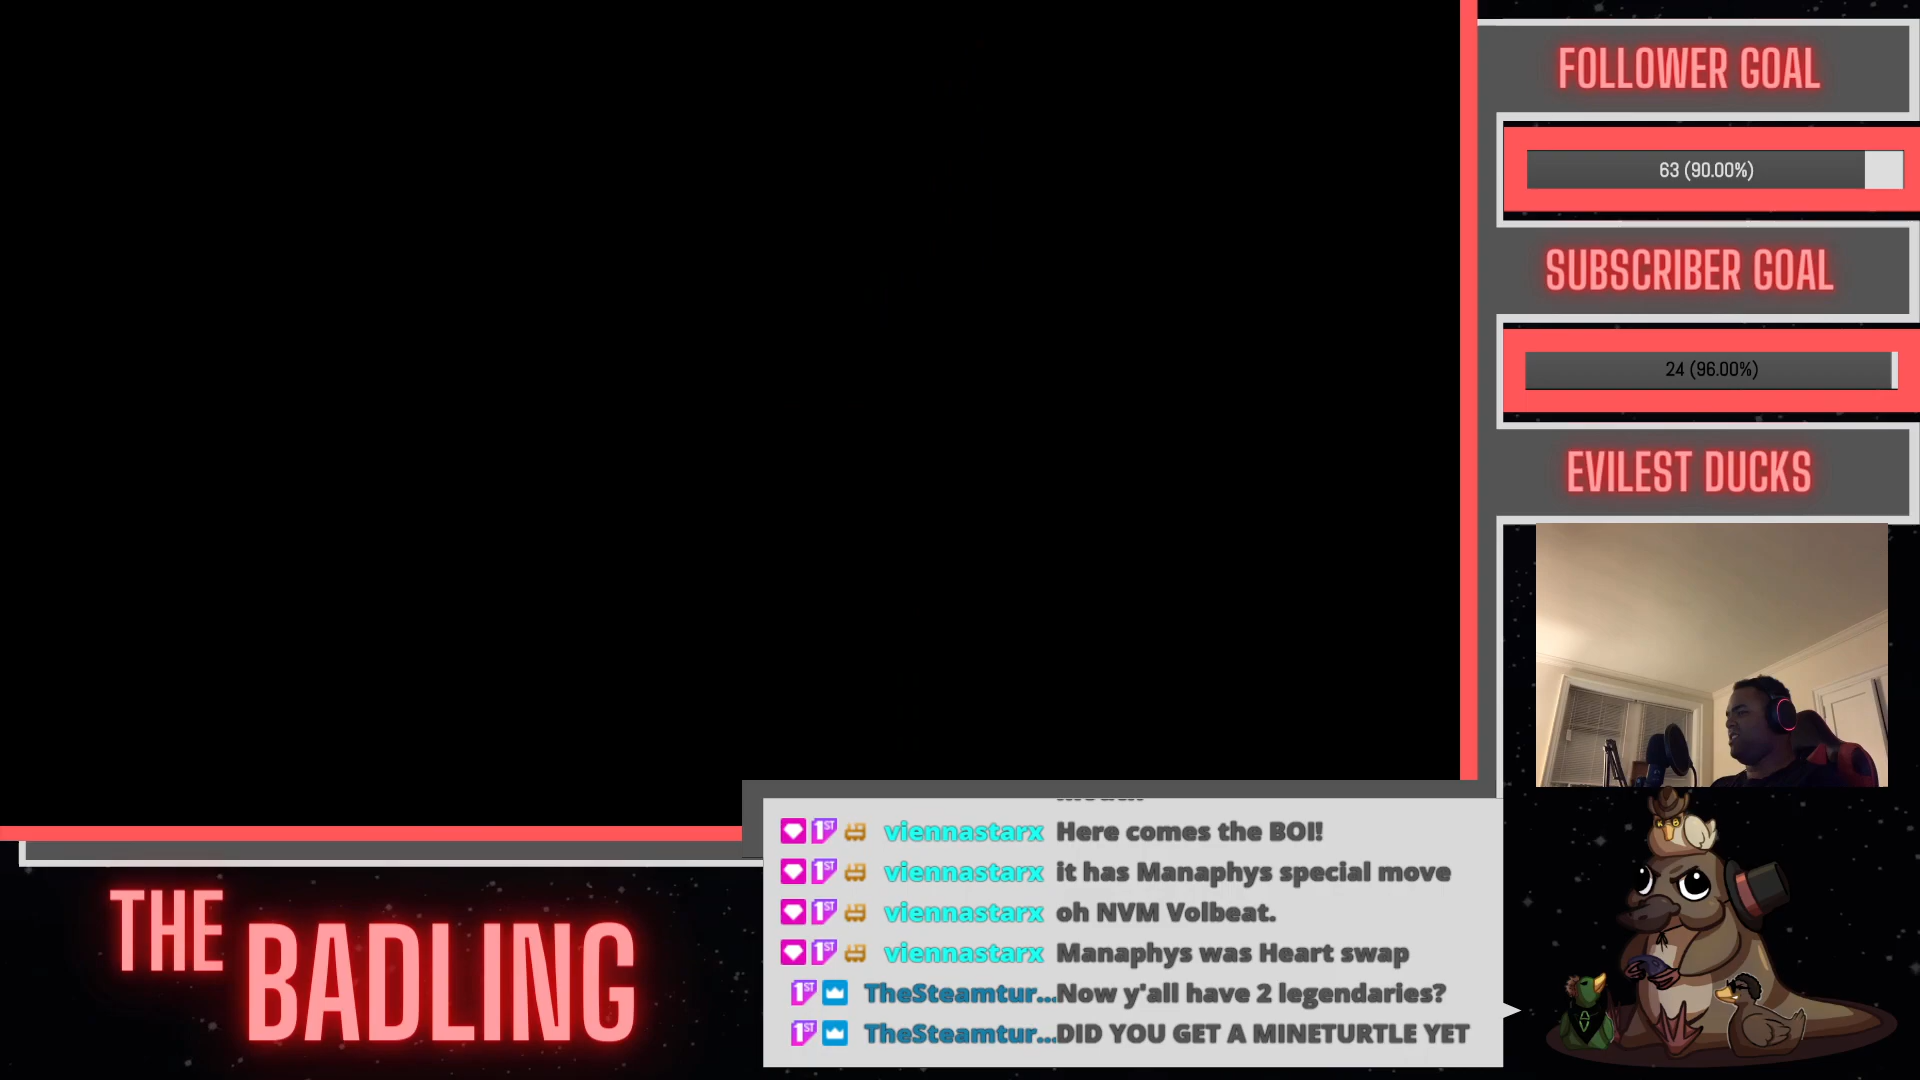 FOLLOWER GOAL
63 (90.00%)
SUBSCRIBER GOAL
24 (96.00%)
EVILEST DUCKS
viennastarx Here comes the BOI!
viennastarx it has Manaphys special move
viennastarx oh NVM Volbeat.
viennastarx Manaphys was Heart swap
TheSteamtur... Now y'all have 2 legendaries?
TheSteamtur... DID YOU GET A MINETURTLE YET
THE
BADLING